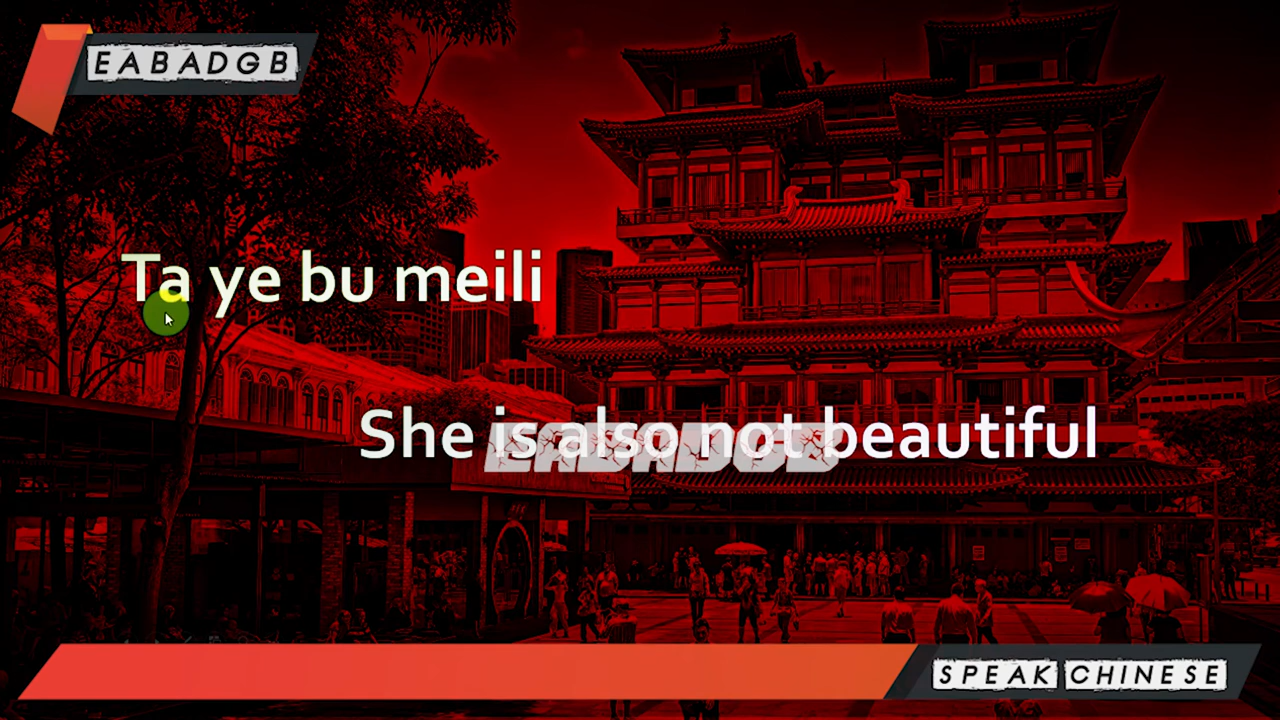 EABADGB
Ta ye bu meili
She is also not beautiful
EABADGB
SPEAK CHINESE